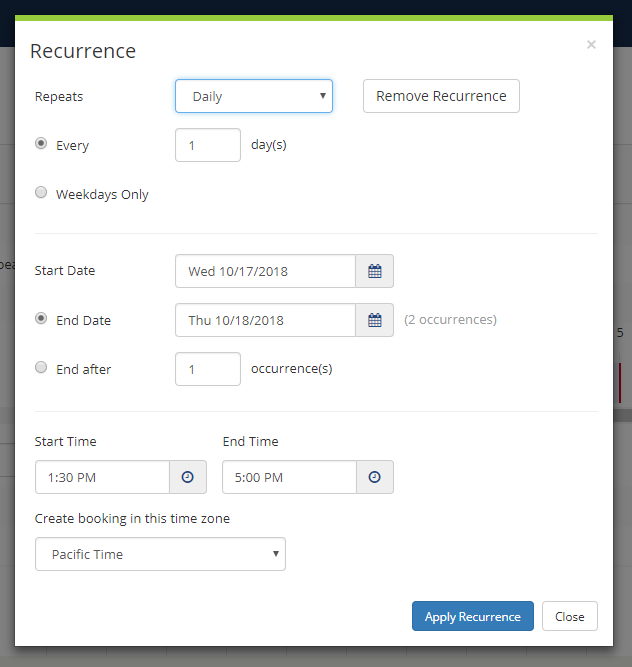 Recurrence ×
Repeats Daily Remove Recurrence
Every 1 day(s)
Weekdays Only
Start Date Wed 10/17/2018
End Date Thu 10/18/2018 (2 occurrences)
5
End after 1 occurrence(s)
Start Time End Time
1:30 PM 5:00 PM
Create booking in this time zone
Pacific Time
Apply Recurrence Close